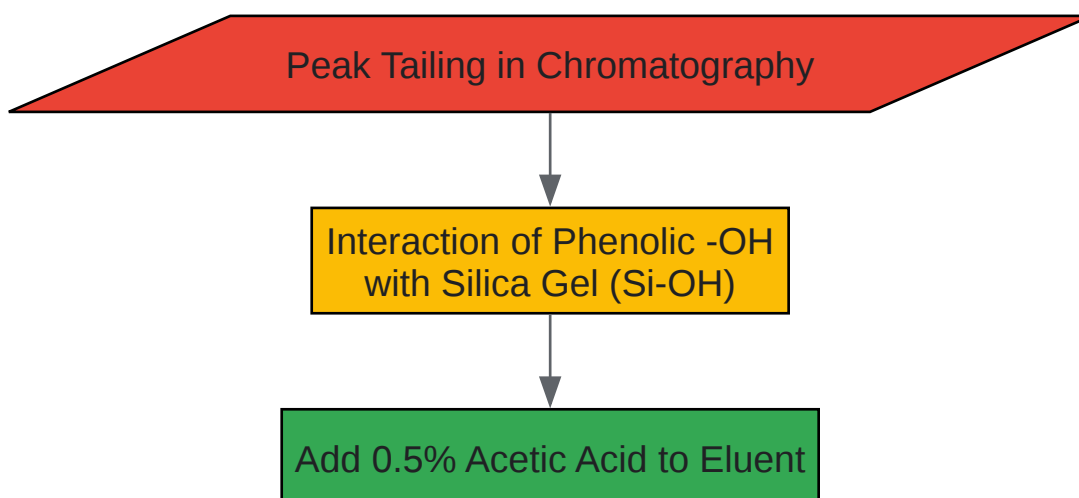 Peak Tailing in Chromatography
Interaction of Phenolic -OH
with Silica Gel (Si-OH)
Add 0.5% Acetic Acid to Eluent